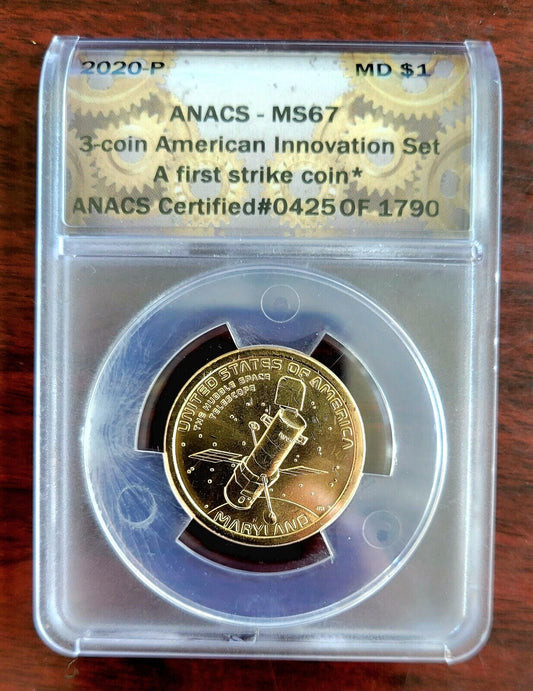 2020-P MD $1
ANACS - MS67
3-coin American Innovation Set
A first strike coin*
ANACS Certified#0425 OF 1790
UNITED STATES OF AMERICA
THE HUBBLE SPACE
TELESCOPE
MARYLAND